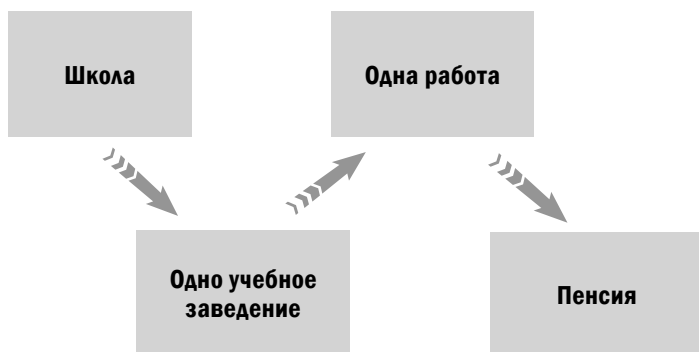 Школа
Одно учебное
заведение
Одна работа
Пенсия